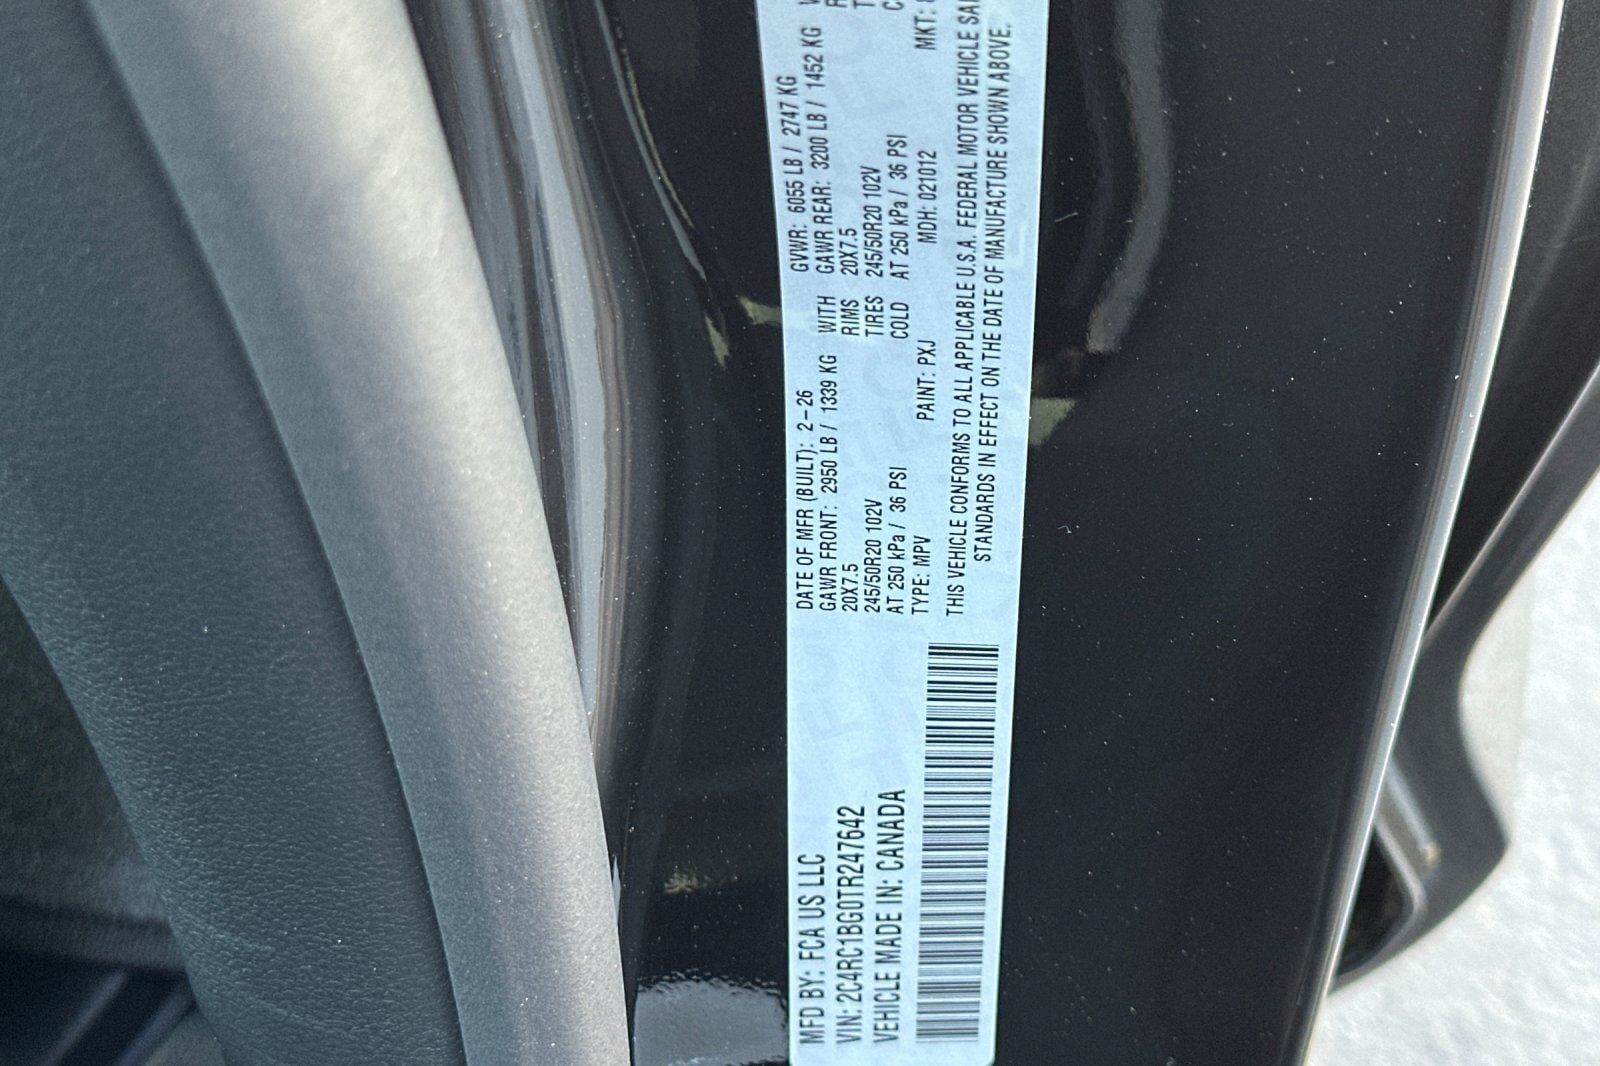 MFD BY: FCA US LLC
VIN: 2C4RC1BG0TR247642
VEHICLE MADE IN: CANADA
DATE OF MFR (BUILT): 2-26 GVWR: 6055 LB / 2747 KG
GAWR FRONT: 2950 LB / 1339 KG WITH GAWR REAR: 3200 LB / 1452 KG
20X7.5 RIMS 20X7.5
245/50R20 102V TIRES 245/50R20 102V
AT 250 kPa / 36 PSI COLD AT 250 kPa / 36 PSI
TYPE: MPV PAINT: PXJ MDH: 021012 MKT:
THIS VEHICLE CONFORMS TO ALL APPLICABLE U.S.A. FEDERAL MOTOR VEHICLE
STANDARDS IN EFFECT ON THE DATE OF MANUFACTURE SHOWN ABOVE.